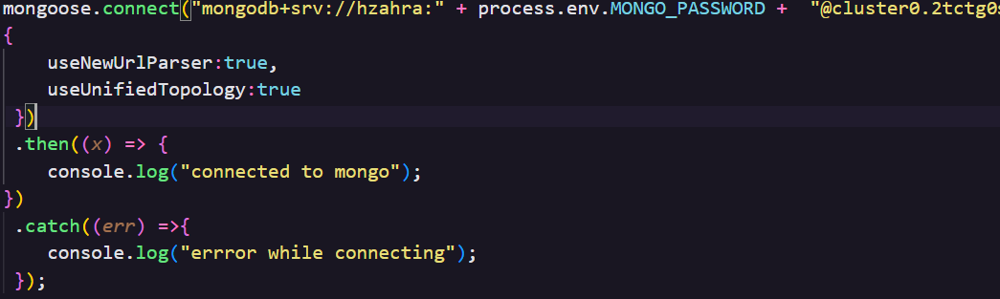 mongoose.connect("mongodb+srv://hzahra:" + process.env.MONGO_PASSWORD +  "@cluster0.2tctg0s
{
    useNewUrlParser:true,
    useUnifiedTopology:true
 })
 .then((x) => {
    console.log("connected to mongo");
})
 .catch((err) =>{
    console.log("errror while connecting");
 });